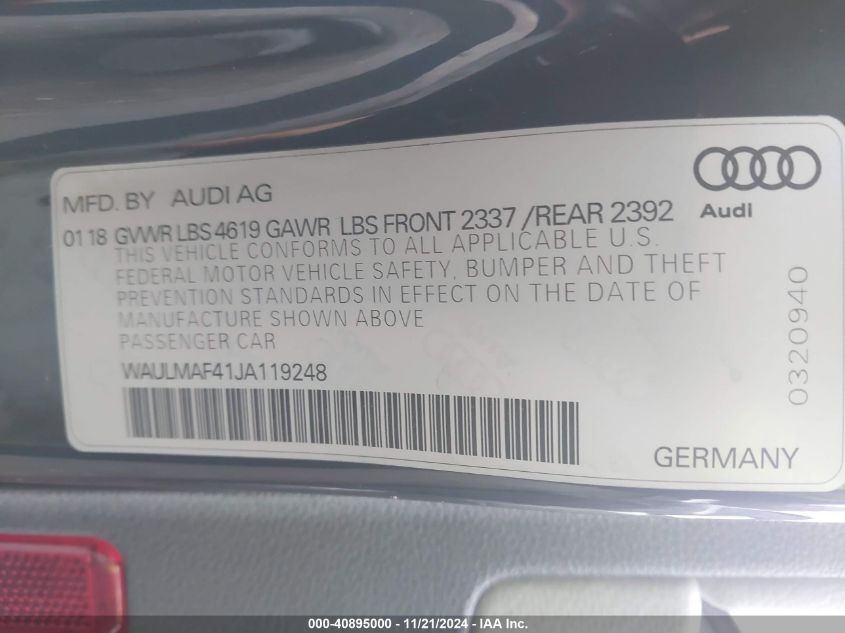 MFD. BY AUDI AG
Audi
01 18 GVWR LBS 4619 GAWR LBS FRONT 2337 /REAR 2392
THIS VEHICLE CONFORMS TO ALL APPLICABLE U.S.
FEDERAL MOTOR VEHICLE SAFETY, BUMPER AND THEFT
PREVENTION STANDARDS IN EFFECT ON THE DATE OF
MANUFACTURE SHOWN ABOVE
PASSENGER CAR
WAULMAF41JA119248
0320940
GERMANY
000-40895000 - 11/21/2024 - IAA Inc.